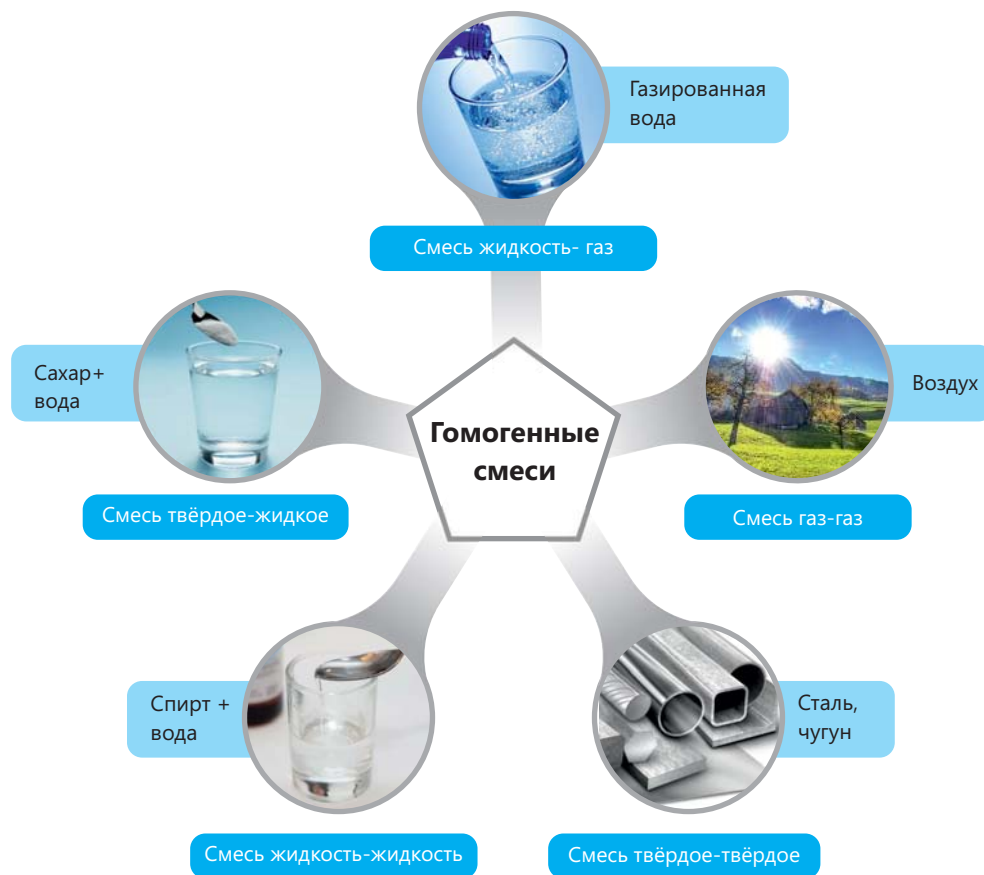 Газированная
вода
Смесь жидкость- газ
Сахар+
вода
Воздух
Гомогенные
смеси
Смесь твёрдое-жидкое
Смесь газ-газ
Спирт +
вода
Сталь,
чугун
Смесь жидкость-жидкость
Смесь твёрдое-твёрдое